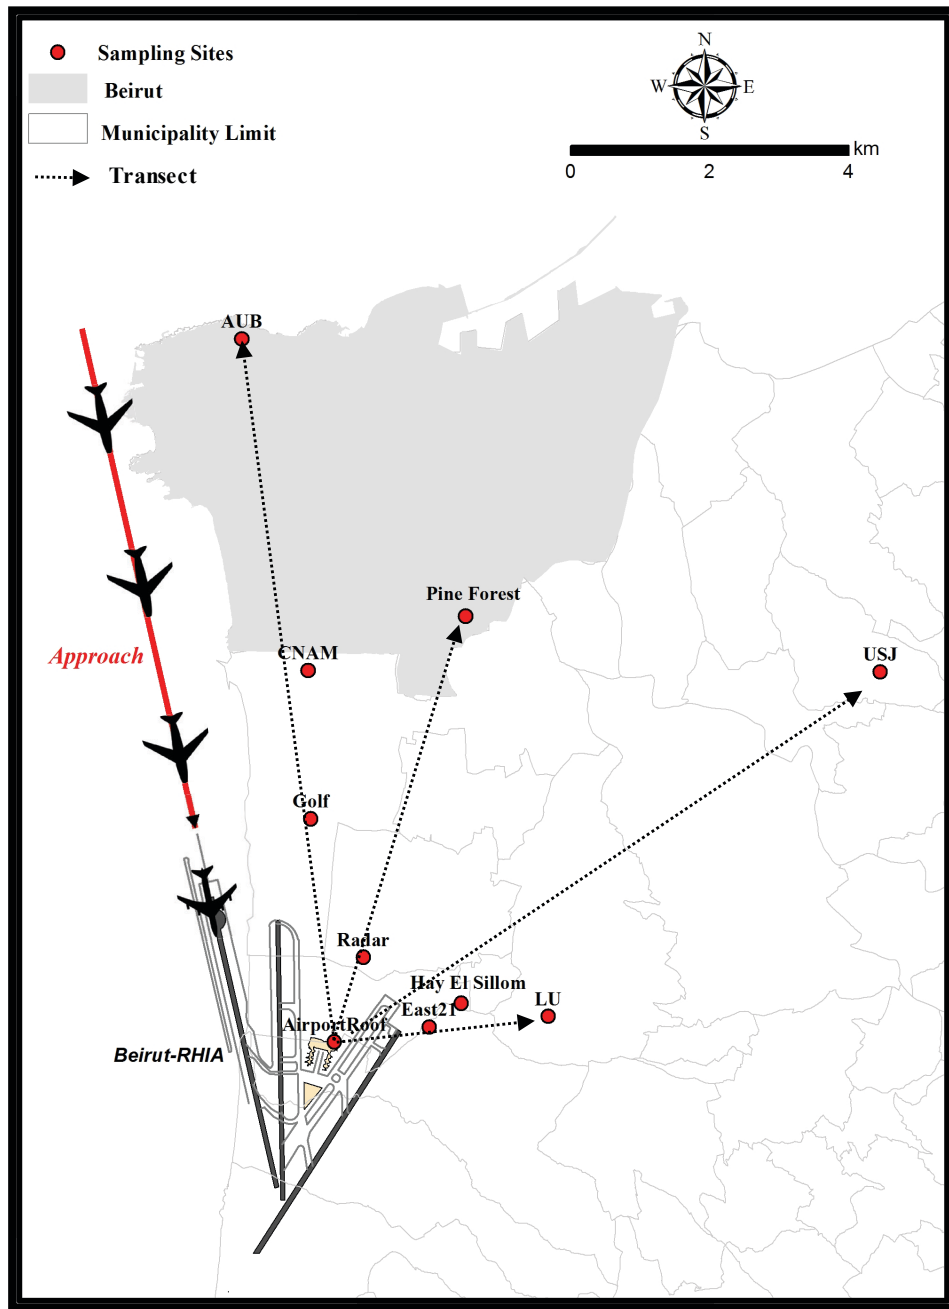 Sampling Sites
Beirut
Municipality Limit
Transect
N
W E
S
km
0 2 4
AUB
Pine Forest
Approach
CNAM
USJ
Golf
Radar
Hay El Sillom
LU
East21
AirportRoof
Beirut-RHIA